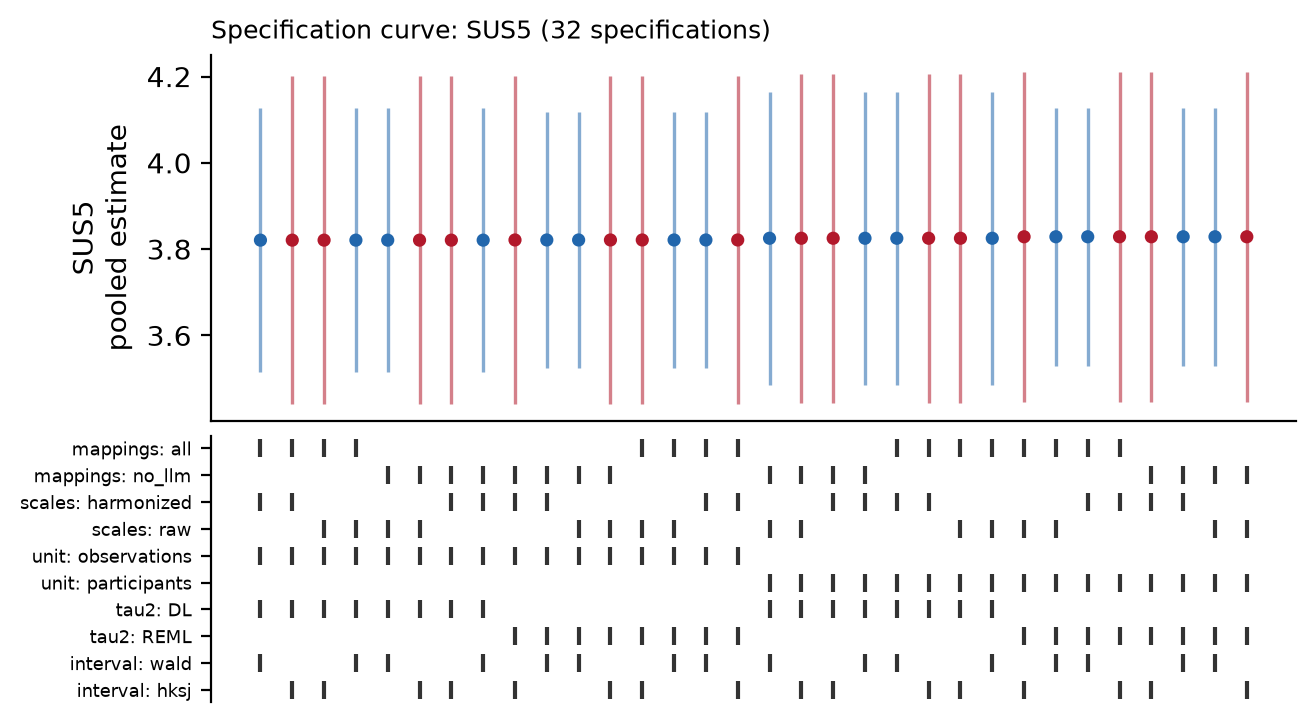 Specification curve: SUS5 (32 specifications)
SUS5
pooled estimate
4.2
4.0
3.8
3.6
mappings: all
mappings: no_llm
scales: harmonized
scales: raw
unit: observations
unit: participants
tau2: DL
tau2: REML
interval: wald
interval: hksj